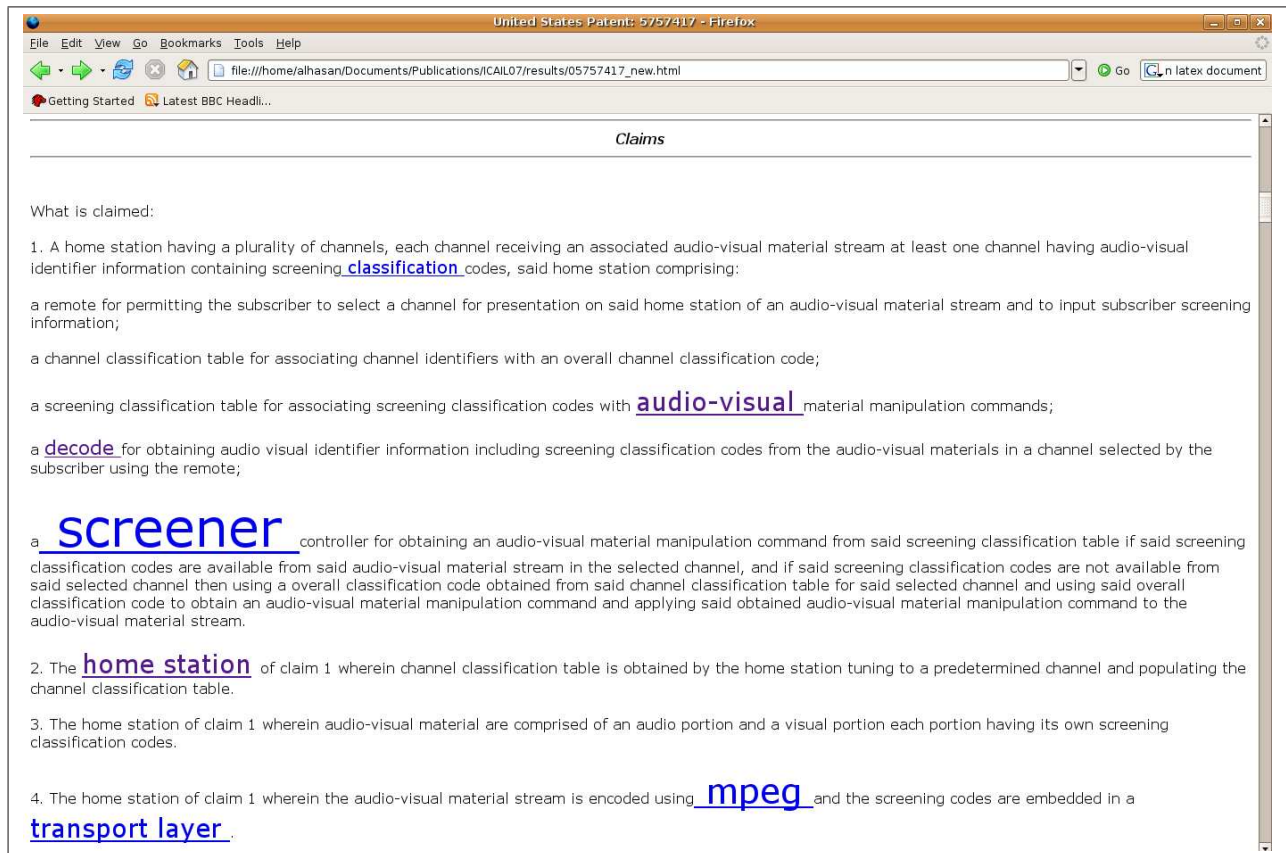 United States Patent: 5757417 - Firefox
File Edit View Go Bookmarks Tools Help
file:///home/alhasan/Documents/Publications/ICAIL07/results/05757417_new.html Go G n latex document
Getting Started Latest BBC Headli...
Claims
What is claimed:
1. A home station having a plurality of channels, each channel receiving an associated audio-visual material stream at least one channel having audio-visual
identifier information containing screening classification codes, said home station comprising:
a remote for permitting the subscriber to select a channel for presentation on said home station of an audio-visual material stream and to input subscriber screening
information;
a channel classification table for associating channel identifiers with an overall channel classification code;
a screening classification table for associating screening classification codes with audio-visual material manipulation commands;
a decode for obtaining audio visual identifier information including screening classification codes from the audio-visual materials in a channel selected by the
subscriber using the remote;
a screener controller for obtaining an audio-visual material manipulation command from said screening classification table if said screening
classification codes are available from said audio-visual material stream in the selected channel, and if said screening classification codes are not available from
said selected channel then using a overall classification code obtained from said channel classification table for said selected channel and using said overall
classification code to obtain an audio-visual material manipulation command and applying said obtained audio-visual material manipulation command to the
audio-visual material stream.
2. The home station of claim 1 wherein channel classification table is obtained by the home station tuning to a predetermined channel and populating the
channel classification table.
3. The home station of claim 1 wherein audio-visual material are comprised of an audio portion and a visual portion each portion having its own screening
classification codes.
4. The home station of claim 1 wherein the audio-visual material stream is encoded using mpeg and the screening codes are embedded in a
transport layer .